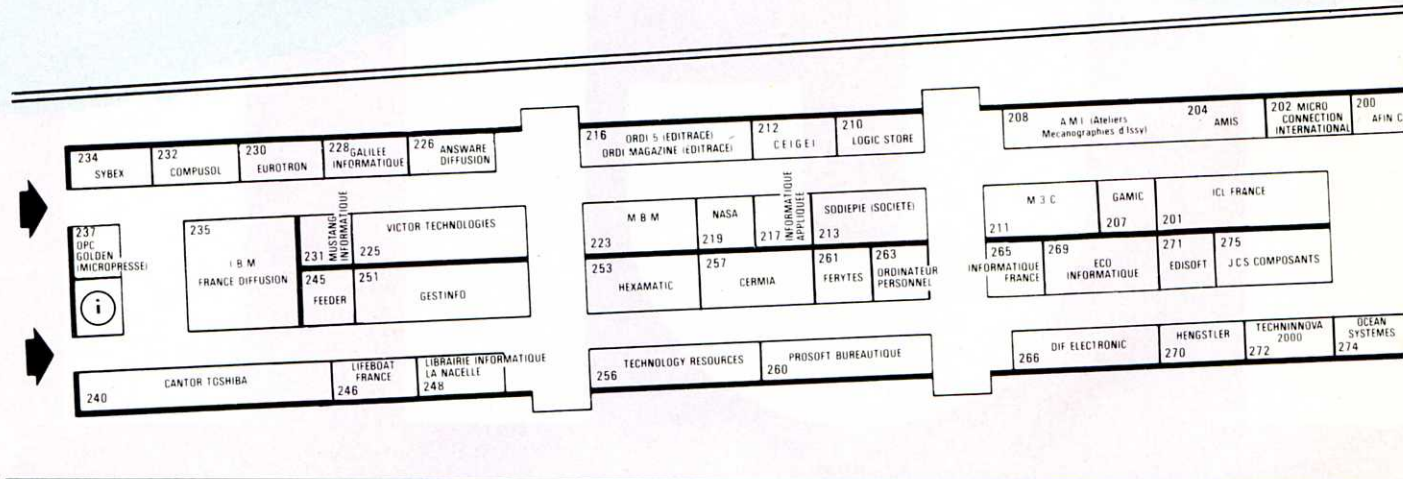 234
SYBEX
232
COMPUSOL
230
EUROTRON
228 GALILEE
INFORMATIQUE
226 ANSWARE
DIFFUSION
216 ORDI 5 (EDITRACE)
ORDI MAGAZINE (EDITRACE)
212
CEIGEI
210
LOGIC STORE
208 A M I (Ateliers
Mecanographies d Issy)
204
AMIS
202 MICRO
CONNECTION
INTERNATIONAL
200
AFIN C
237
OPC
GOLDEN
(MICROPRESSE)
i
235
I B M
FRANCE DIFFUSION
231 MUSTANG
INFORMATIQUE
VICTOR TECHNOLOGIES
225
245
FEEDER
251
GESTINFO
M B M
223
NASA
219
217 INFORMATIQUE
APPLIQUEE
SODIEPIE (SOCIETE)
213
253
HEXAMATIC
257
CERMIA
261
FERYTES
263
ORDINATEUR
PERSONNEL
M 3 C
211
GAMIC
207
ICL FRANCE
201
265
INFORMATIQUE
FRANCE
269
ECO
INFORMATIQUE
271
EDISOFT
275
JCS COMPOSANTS
CANTOR TOSHIBA
240
LIFEBOAT
FRANCE
246
LIBRAIRIE INFORMATIQUE
LA NACELLE
248
TECHNOLOGY RESOURCES
256
PROSOFT BUREAUTIQUE
260
DIF ELECTRONIC
266
HENGSTLER
270
TECHNINNOVA
2000
272
OCEAN
SYSTEMES
274